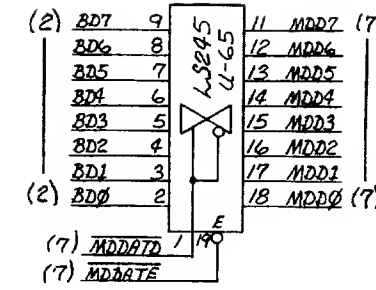 (2) BD7 9 11 MDD7 (7
BD6 8 12 MDD6
BD5 7 13 MDD5
BD4 6 14 MDD4
BD3 5 15 MDD3
BD2 4 16 MDD2
BD1 3 17 MDD1
(2) BDØ 2 18 MDDØ (7)
LS245
U-65
E
(7) MDDATD 1 19
(7) MDDATE